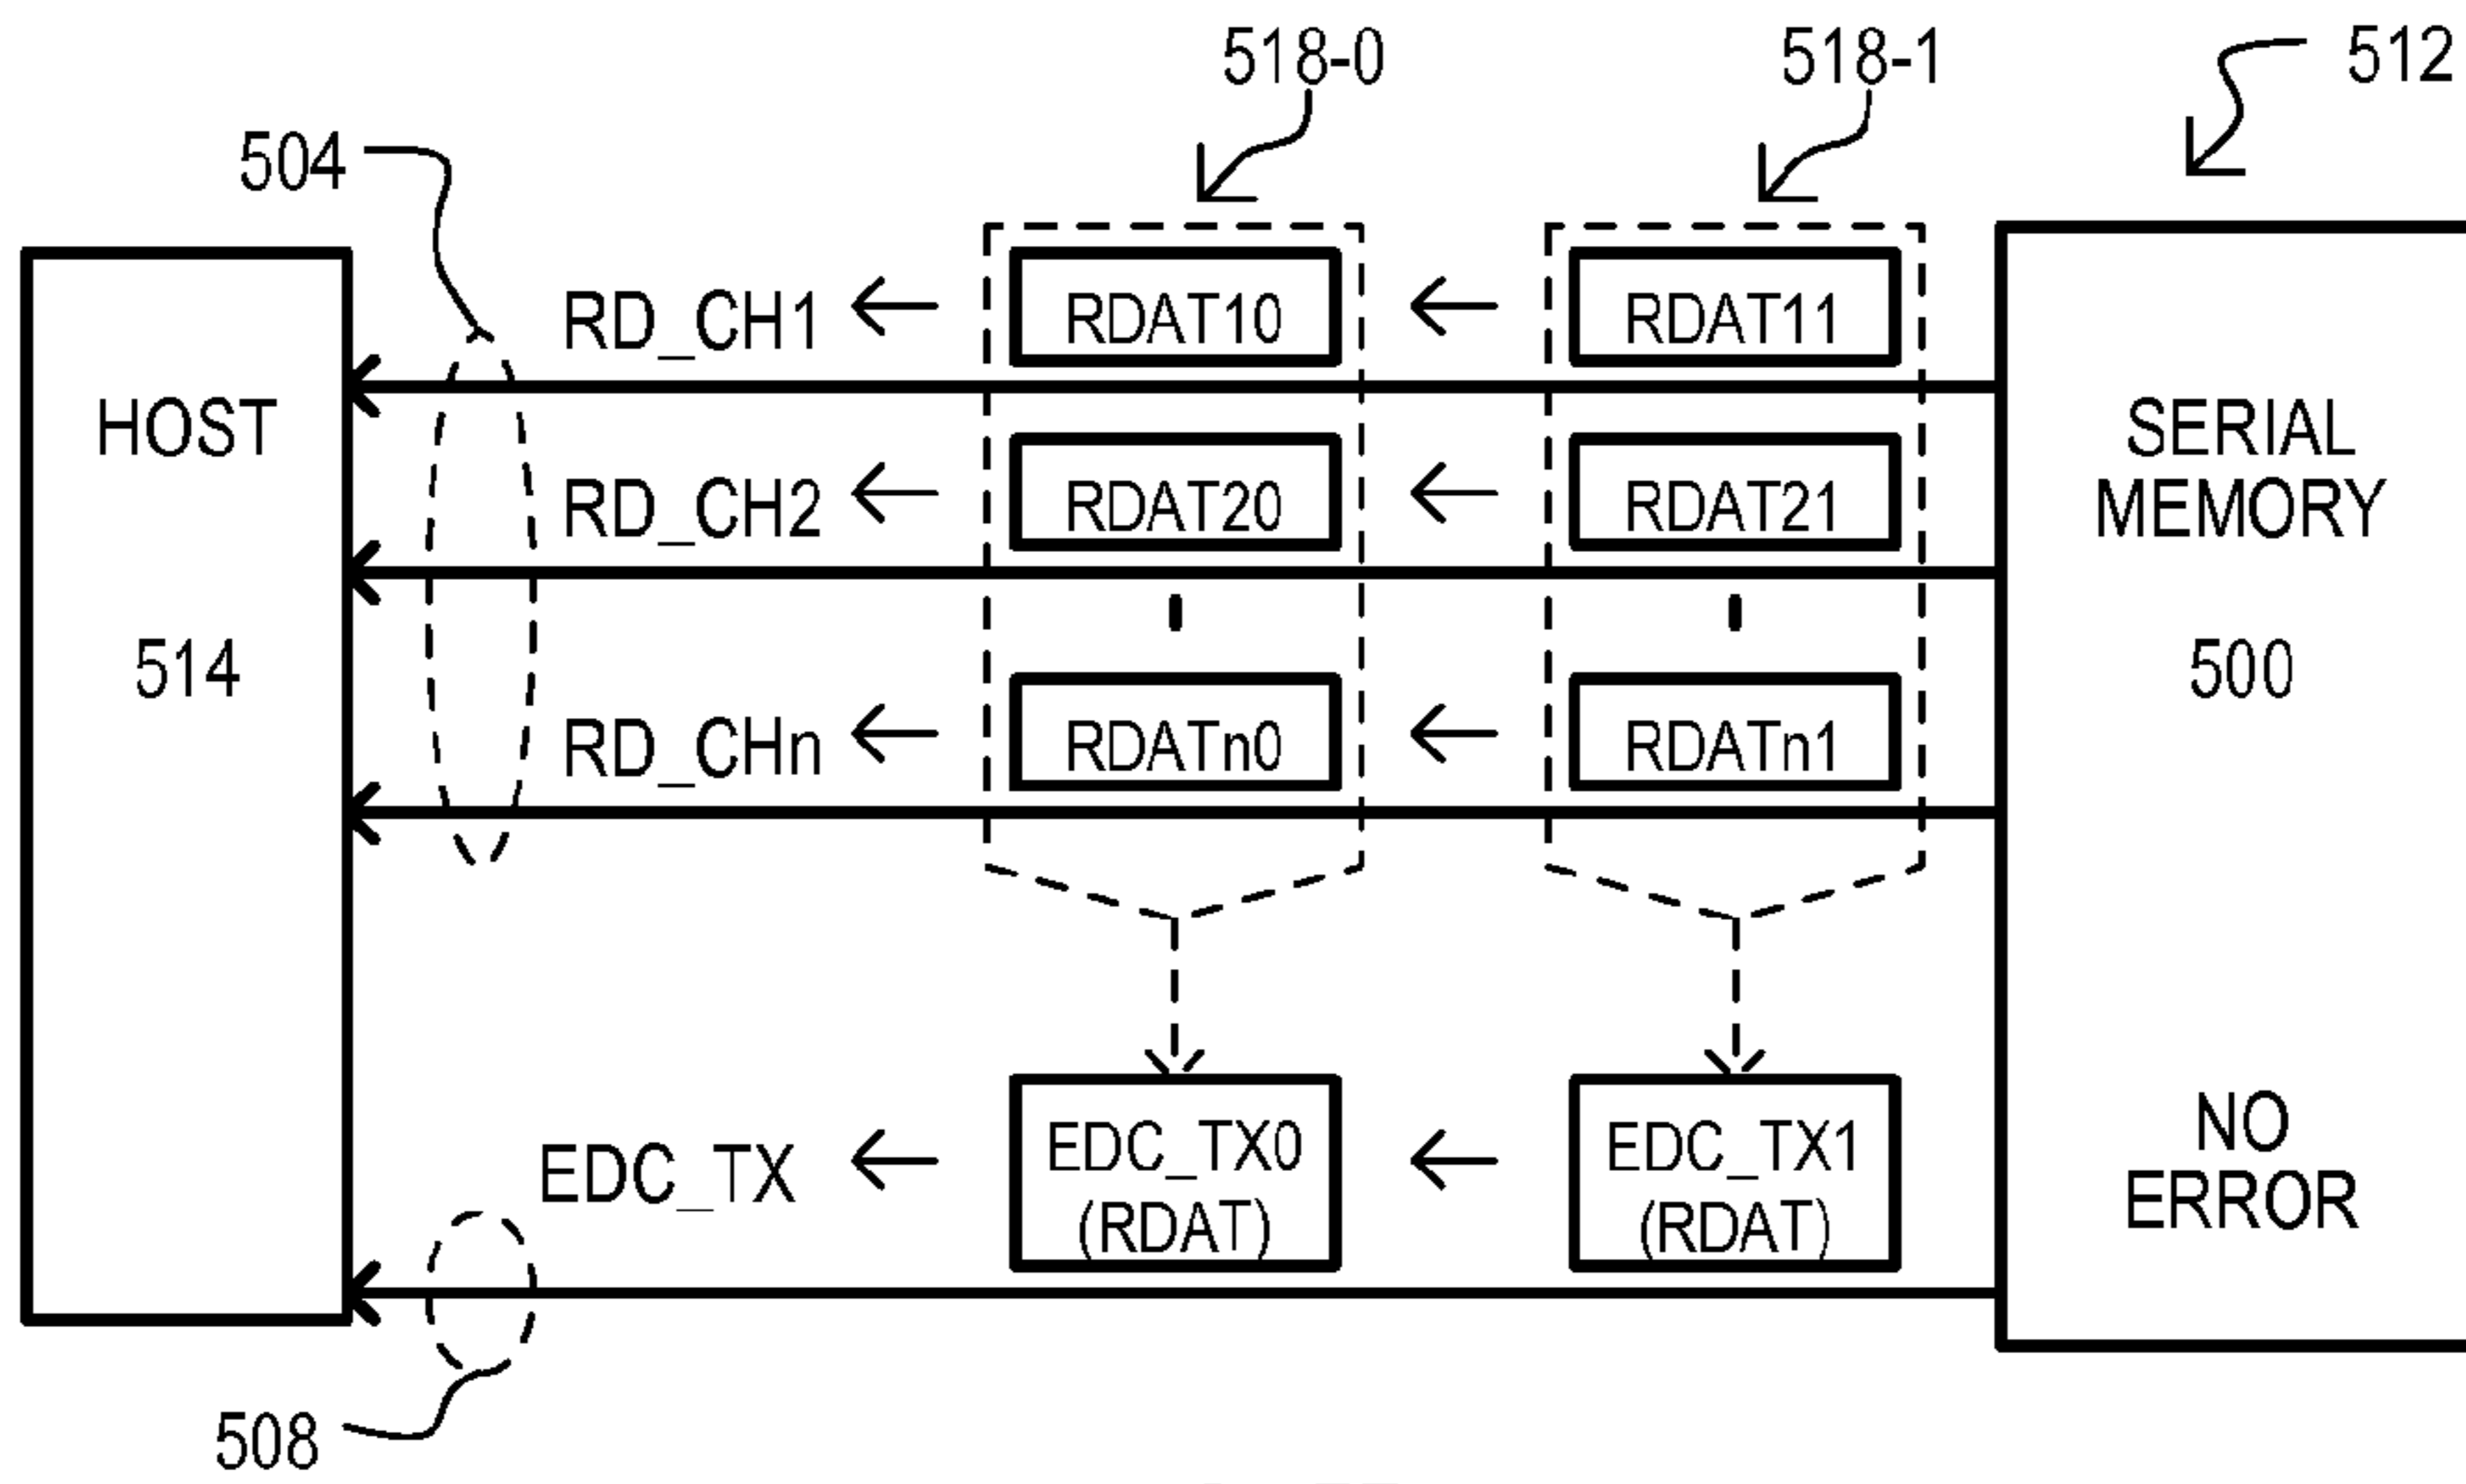 518-0
518-1
512
504
HOST
514
RD_CH1
RDAT10
RDAT11
RD_CH2
RDAT20
RDAT21
RD_CHn
RDATn0
RDATn1
SERIAL
MEMORY
500
EDC_TX
EDC_TX0
(RDAT)
EDC_TX1
(RDAT)
NO
ERROR
508